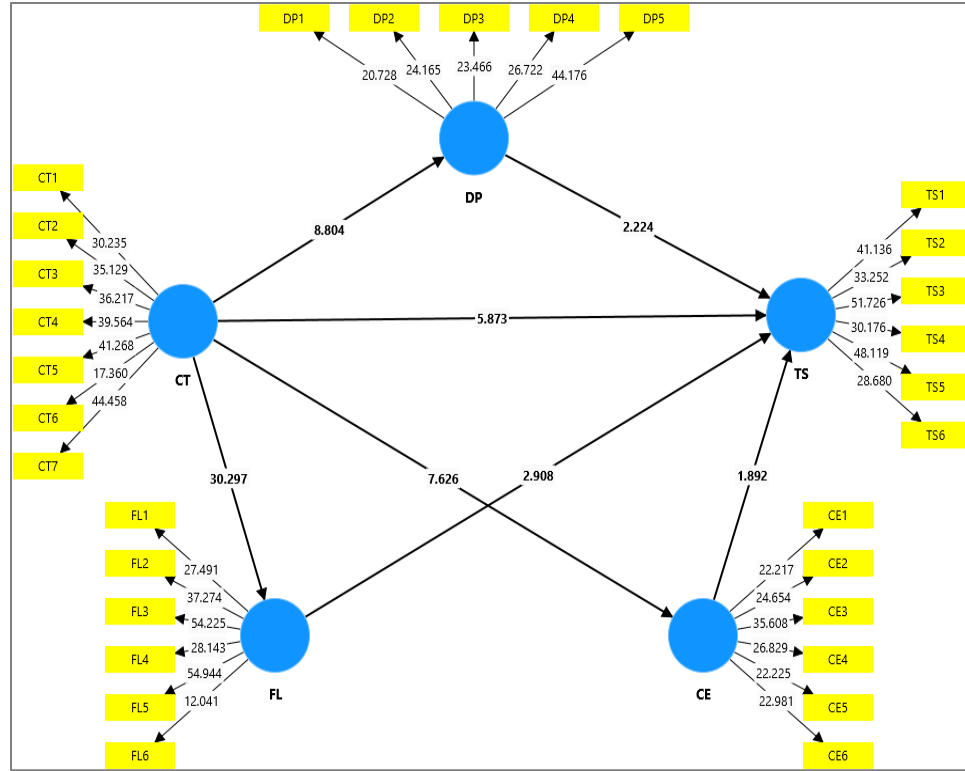 DP1 DP2 DP3 DP4 DP5
20.728 24.165 23.466 26.722 44.176
DP
CT1
CT2
CT3
CT4
CT5
CT6
CT7
30.235
35.129
36.217
39.564
41.268
17.360
44.458
CT
8.804
2.224
5.873
TS1
TS2
TS3
TS4
TS5
TS6
41.136
33.252
51.726
30.176
48.119
28.680
TS
30.297
7.626
2.908
1.892
FL1
FL2
FL3
FL4
FL5
FL6
27.491
37.274
54.225
28.143
54.944
12.041
FL
CE1
CE2
CE3
CE4
CE5
CE6
22.217
24.654
35.608
26.829
22.225
22.981
CE